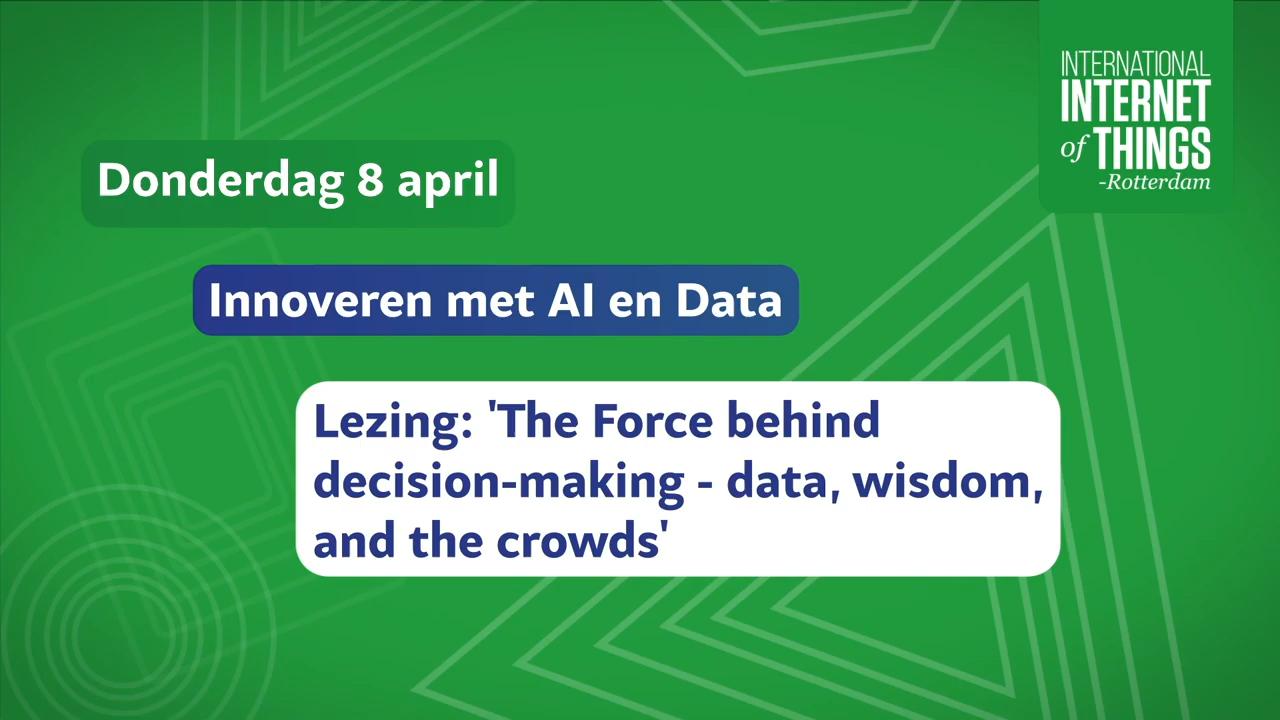 INTERNATIONAL
INTERNET
of THINGS
-Rotterdam
Donderdag 8 april
Innoveren met AI en Data
Lezing: 'The Force behind
decision-making - data, wisdom,
and the crowds'